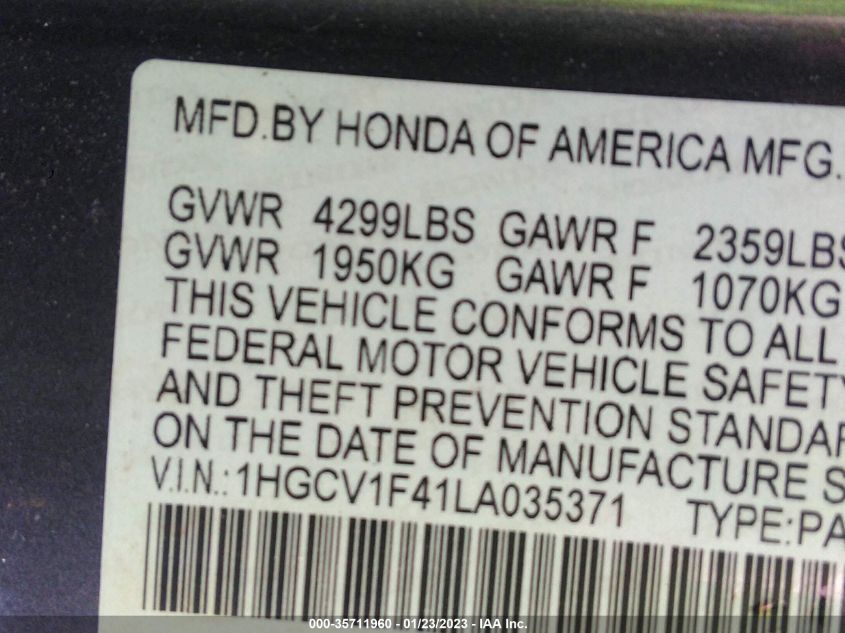 MFD.BY HONDA OF AMERICA MFG.
GVWR 4299LBS GAWR F 2359LBS
GVWR 1950KG GAWR F 1070KG
THIS VEHICLE CONFORMS TO ALL
FEDERAL MOTOR VEHICLE SAFETY
AND THEFT PREVENTION STANDAR
ON THE DATE OF MANUFACTURE S
V.I.N.:1HGCV1F41LA035371 TYPE:PA
000-35711960 - 01/23/2023 - IAA Inc.